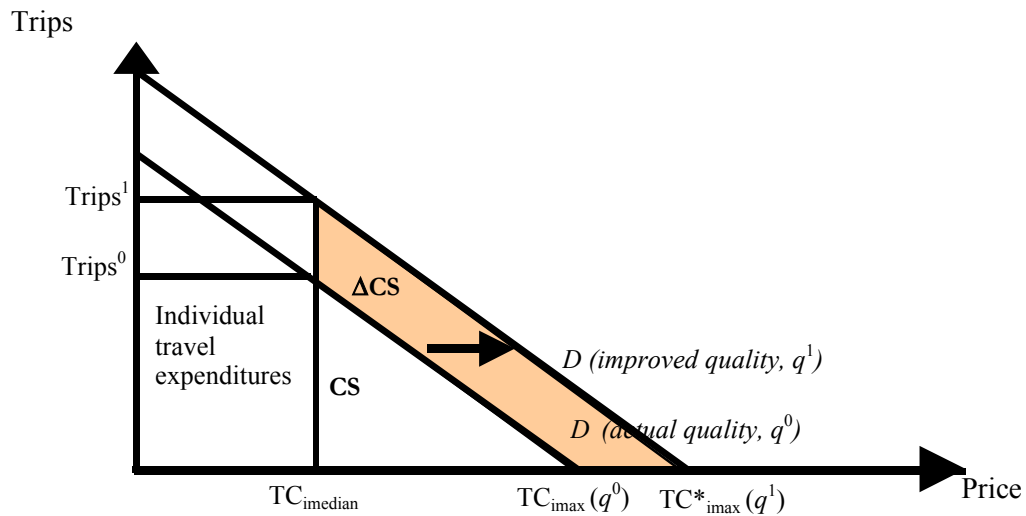 Trips
Trips¹
Trips⁰
ΔCS
Individual
travel
expenditures
CS
D (improved quality, q¹)
D (actual quality, q⁰)
TCimedian
TCimax (q⁰)
TC*imax (q¹)
Price